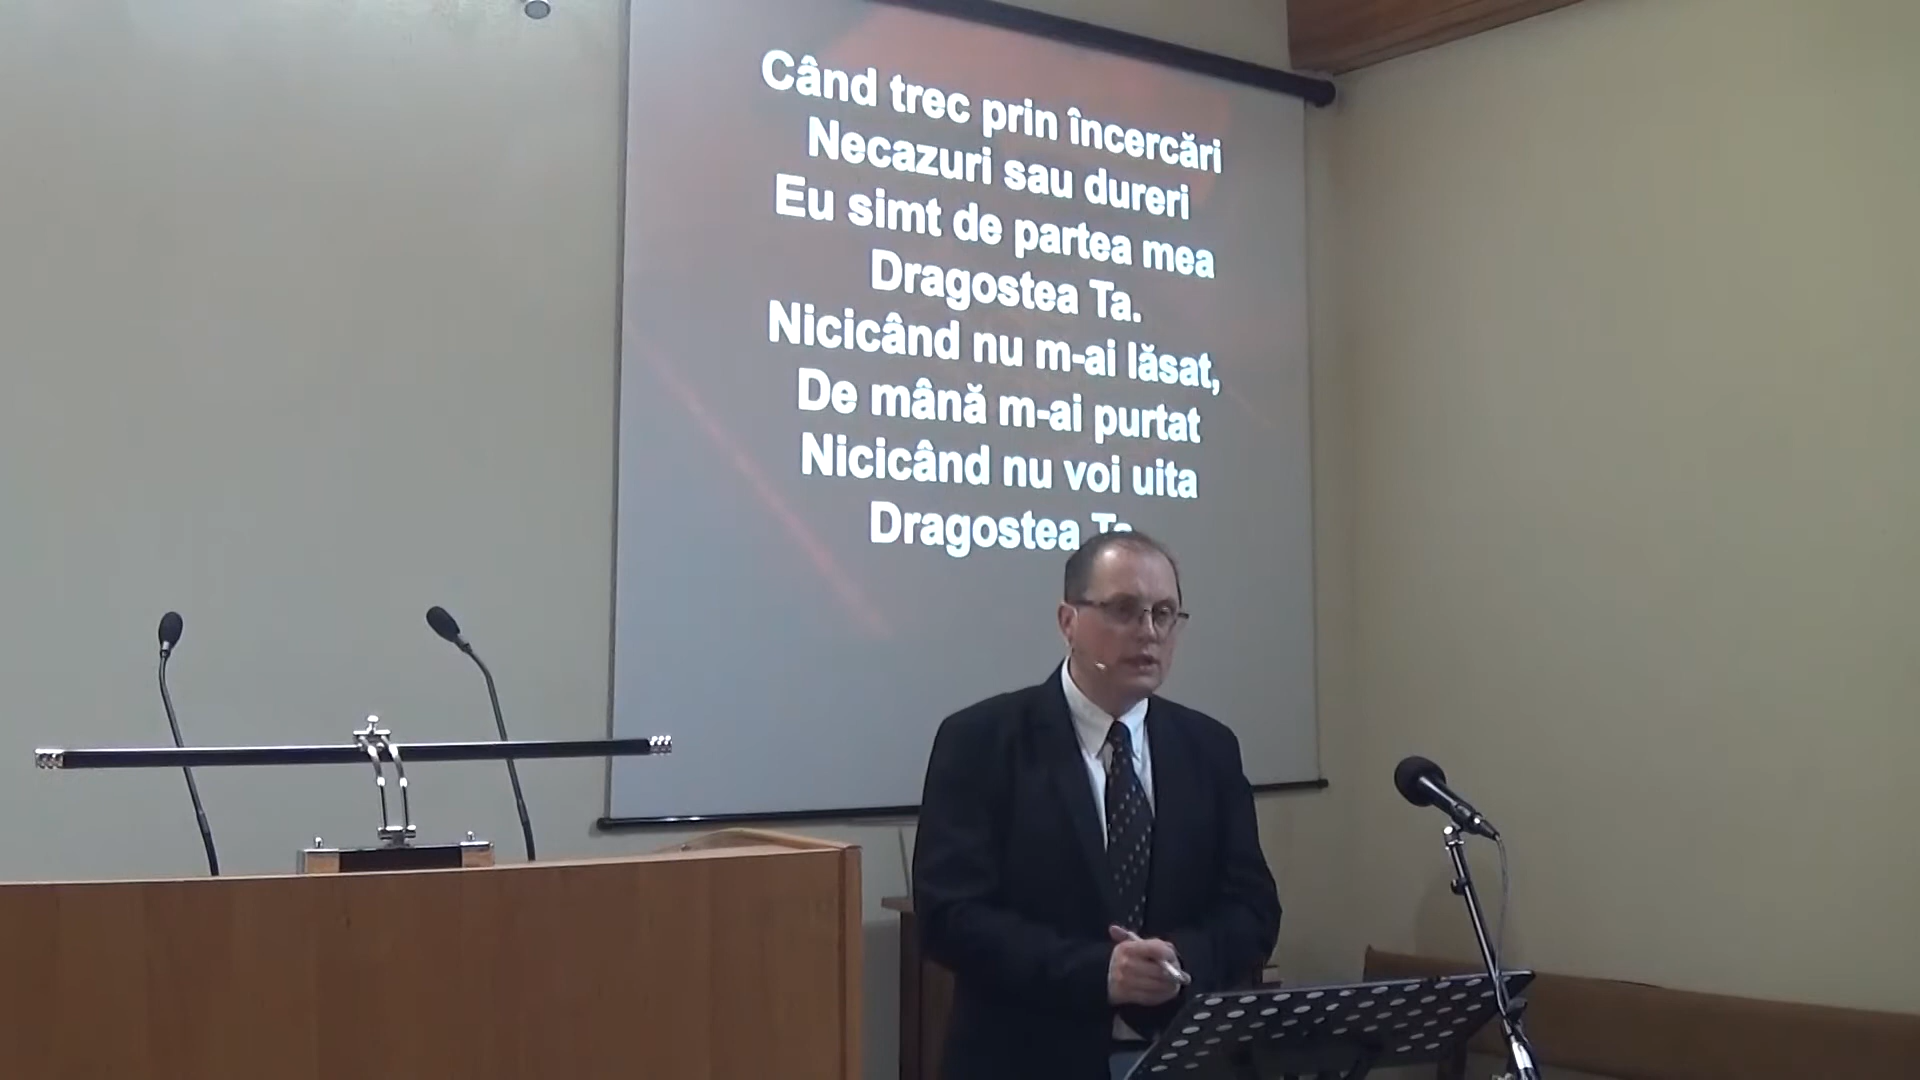 Când trec prin încercări
Necazuri sau dureri
Eu simt de partea mea
Dragostea Ta.
Nicicând nu m-ai lăsat,
De mână m-ai purtat
Nicicând nu voi uita
Dragostea Ta